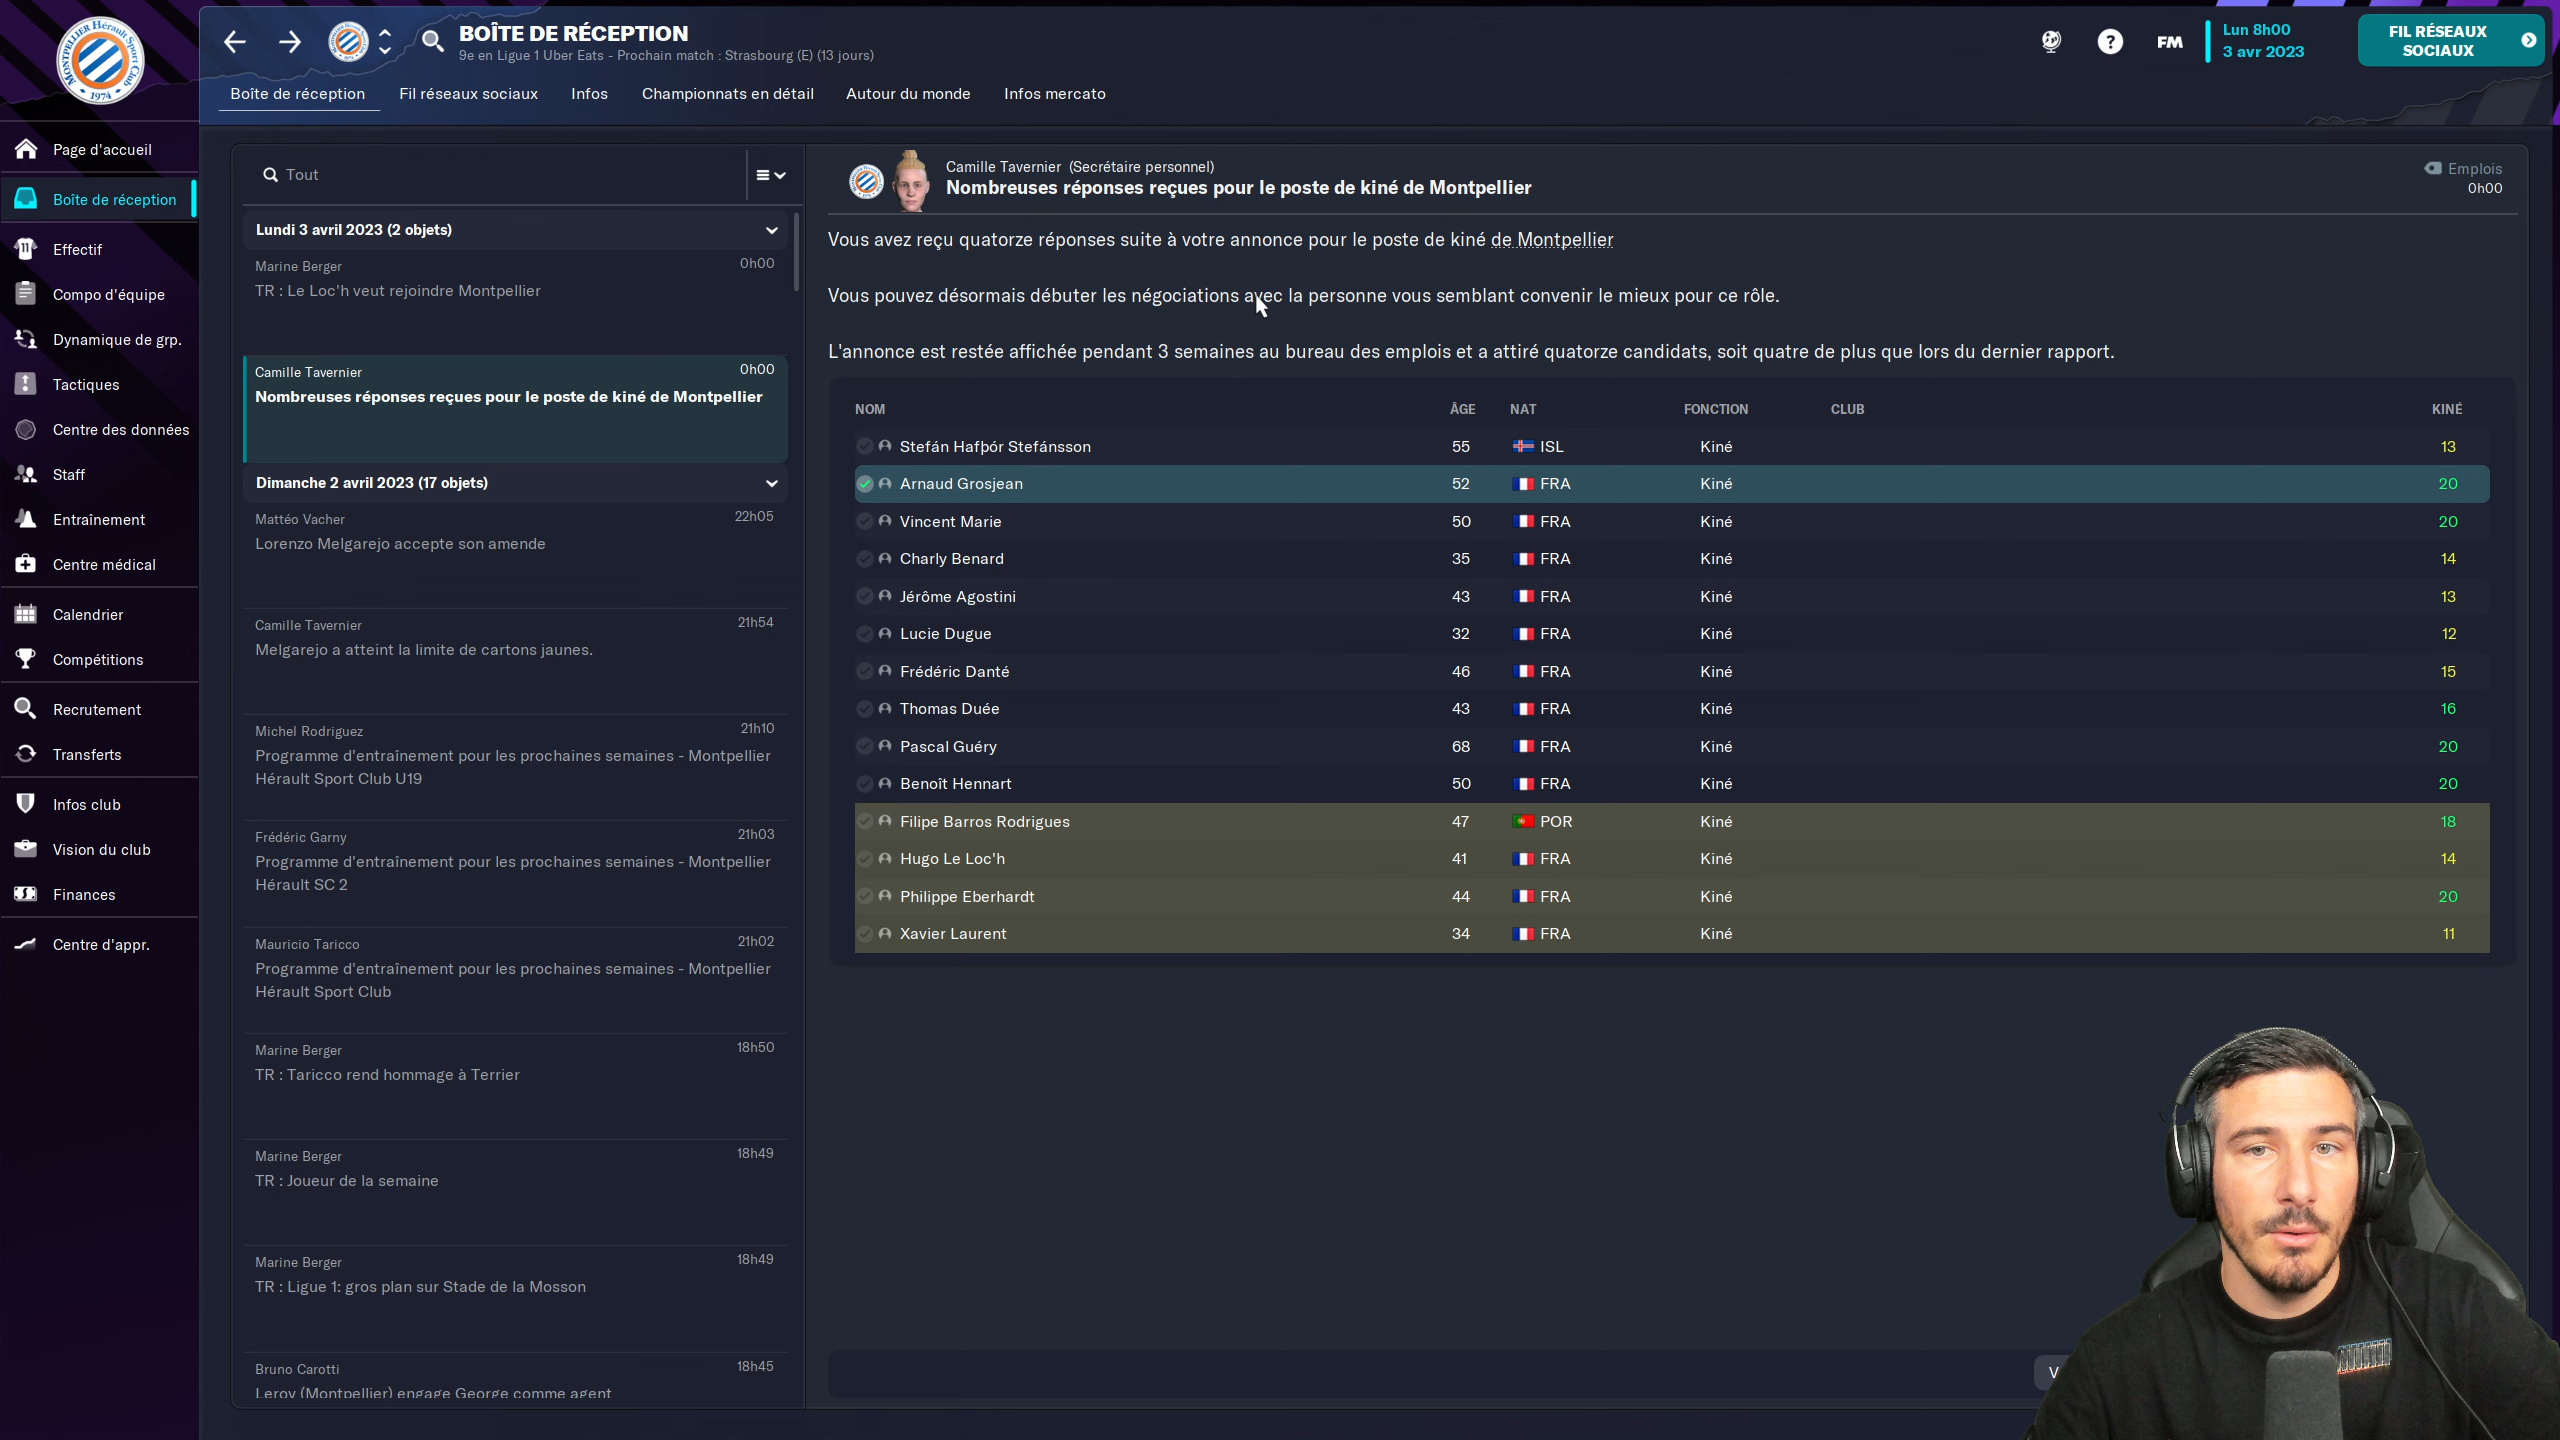 MONTPELLIER Hérault Sport Club
1974
BOÎTE DE RÉCEPTION
9e en Ligue 1 Uber Eats - Prochain match : Strasbourg (E) (13 jours)
FM
Lun 8h00
3 avr 2023
FIL RÉSEAUX
SOCIAUX
Boîte de réception
Fil réseaux sociaux
Infos
Championnats en détail
Autour du monde
Infos mercato
Page d'accueil
Boîte de réception
Effectif
Compo d'équipe
Dynamique de grp.
Tactiques
Centre des données
Staff
Entraînement
Centre médical
Calendrier
Compétitions
Recrutement
Transferts
Infos club
Vision du club
Finances
Centre d'appr.
Tout
Lundi 3 avril 2023 (2 objets)
Marine Berger 0h00
TR : Le Loc'h veut rejoindre Montpellier
Camille Tavernier 0h00
Nombreuses réponses reçues pour le poste de kiné de Montpellier
Dimanche 2 avril 2023 (17 objets)
Mattéo Vacher 22h05
Lorenzo Melgarejo accepte son amende
Camille Tavernier 21h54
Melgarejo a atteint la limite de cartons jaunes.
Michel Rodriguez 21h10
Programme d'entraînement pour les prochaines semaines - Montpellier
Hérault Sport Club U19
Frédéric Garny 21h03
Programme d'entraînement pour les prochaines semaines - Montpellier
Hérault SC 2
Mauricio Taricco 21h02
Programme d'entraînement pour les prochaines semaines - Montpellier
Hérault Sport Club
Marine Berger 18h50
TR : Taricco rend hommage à Terrier
Marine Berger 18h49
TR : Joueur de la semaine
Marine Berger 18h49
TR : Ligue 1: gros plan sur Stade de la Mosson
Bruno Carotti 18h45
Leroy (Montpellier) engage George comme agent
Camille Tavernier (Secrétaire personnel)
Nombreuses réponses reçues pour le poste de kiné de Montpellier
Emplois
0h00
Vous avez reçu quatorze réponses suite à votre annonce pour le poste de kiné de Montpellier
Vous pouvez désormais débuter les négociations avec la personne vous semblant convenir le mieux pour ce rôle.
L'annonce est restée affichée pendant 3 semaines au bureau des emplois et a attiré quatorze candidats, soit quatre de plus que lors du dernier rapport.
NOM ÂGE NAT FONCTION CLUB KINÉ
Stefán Hafþór Stefánsson 55 ISL Kiné 13
Arnaud Grosjean 52 FRA Kiné 20
Vincent Marie 50 FRA Kiné 20
Charly Benard 35 FRA Kiné 14
Jérôme Agostini 43 FRA Kiné 13
Lucie Dugue 32 FRA Kiné 12
Frédéric Danté 46 FRA Kiné 15
Thomas Duée 43 FRA Kiné 16
Pascal Guéry 68 FRA Kiné 20
Benoît Hennart 50 FRA Kiné 20
Filipe Barros Rodrigues 47 POR Kiné 18
Hugo Le Loc'h 41 FRA Kiné 14
Philippe Eberhardt 44 FRA Kiné 20
Xavier Laurent 34 FRA Kiné 11